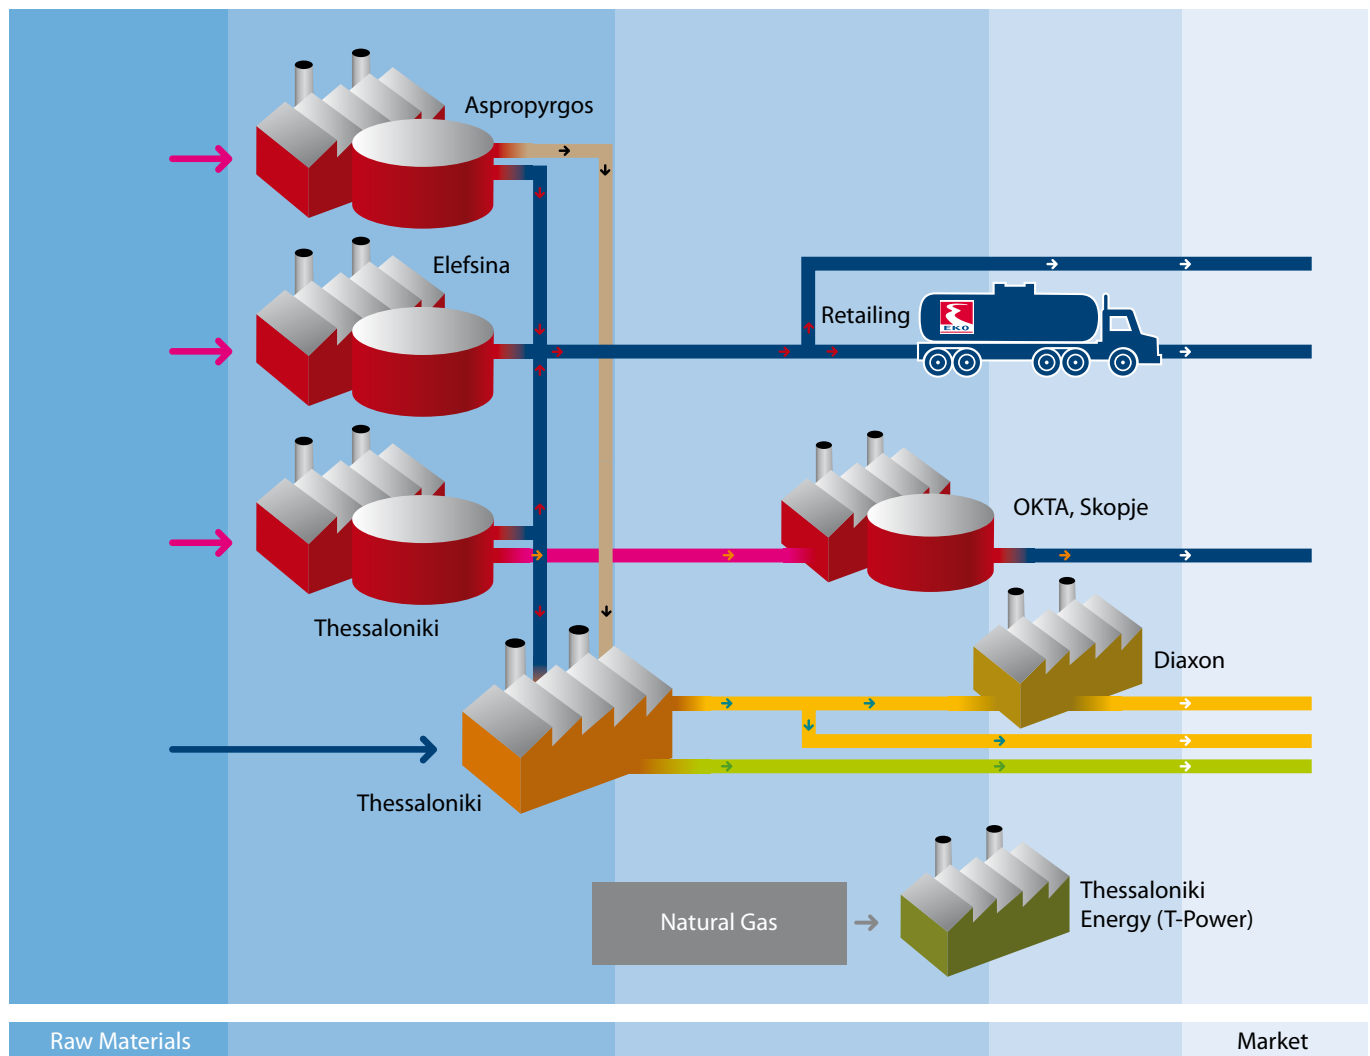 Aspropyrgos
Elefsina
Retailing
EKO
OKTA, Skopje
Thessaloniki
Diaxon
Thessaloniki
Natural Gas
Thessaloniki
Energy (T-Power)
Raw Materials
Market